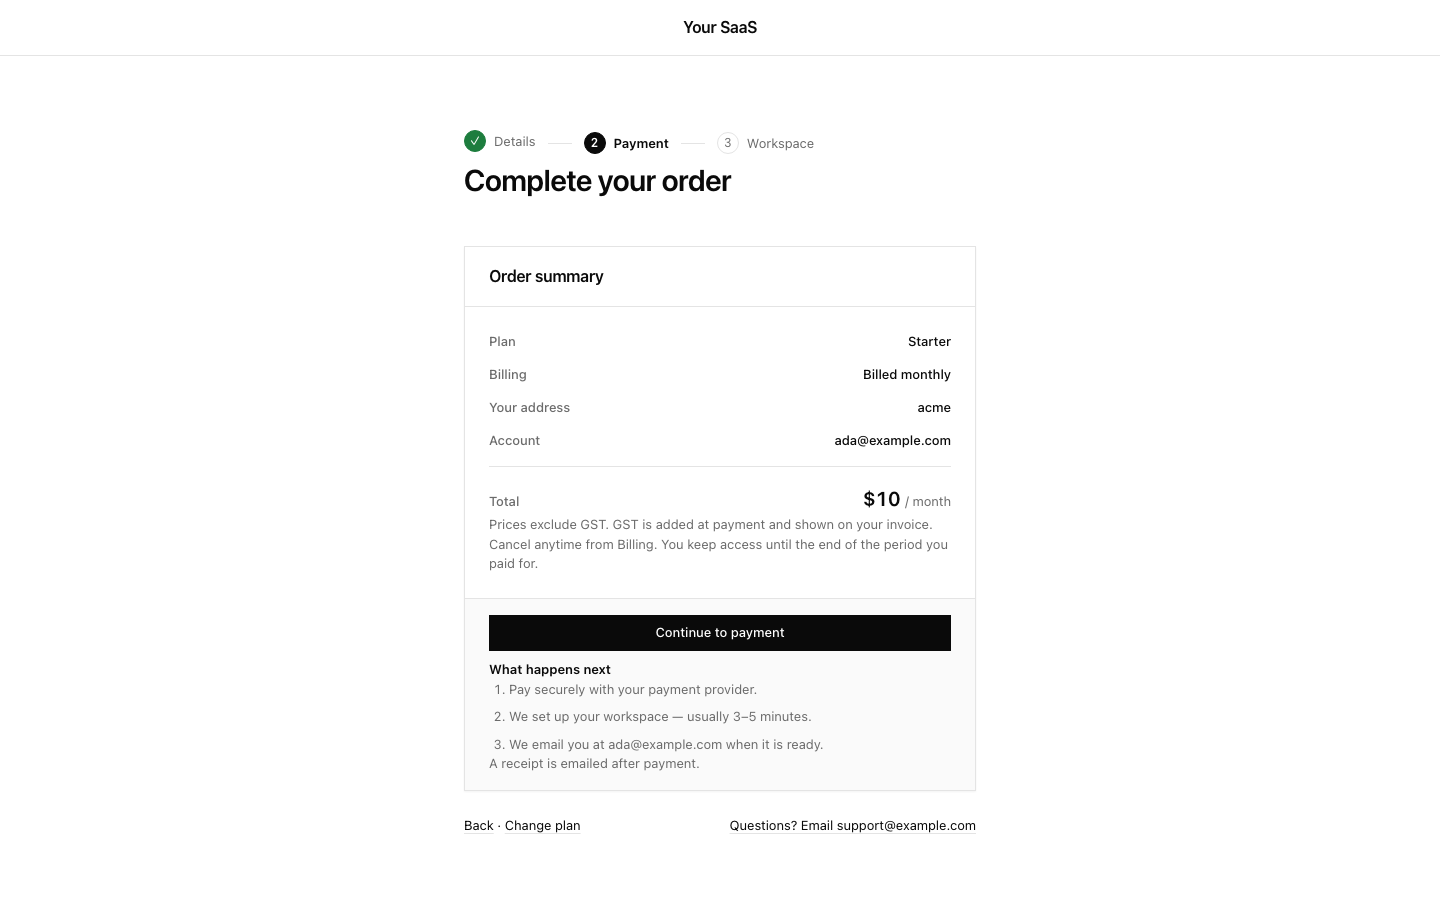 Your SaaS
Details
2 Payment
3 Workspace
Complete your order
Order summary
Plan Starter
Billing Billed monthly
Your address acme
Account ada@example.com
Total $10 / month
Prices exclude GST. GST is added at payment and shown on your invoice.
Cancel anytime from Billing. You keep access until the end of the period you
paid for.
Continue to payment
What happens next
1. Pay securely with your payment provider.
2. We set up your workspace — usually 3–5 minutes.
3. We email you at ada@example.com when it is ready.
A receipt is emailed after payment.
Back · Change plan
Questions? Email support@example.com